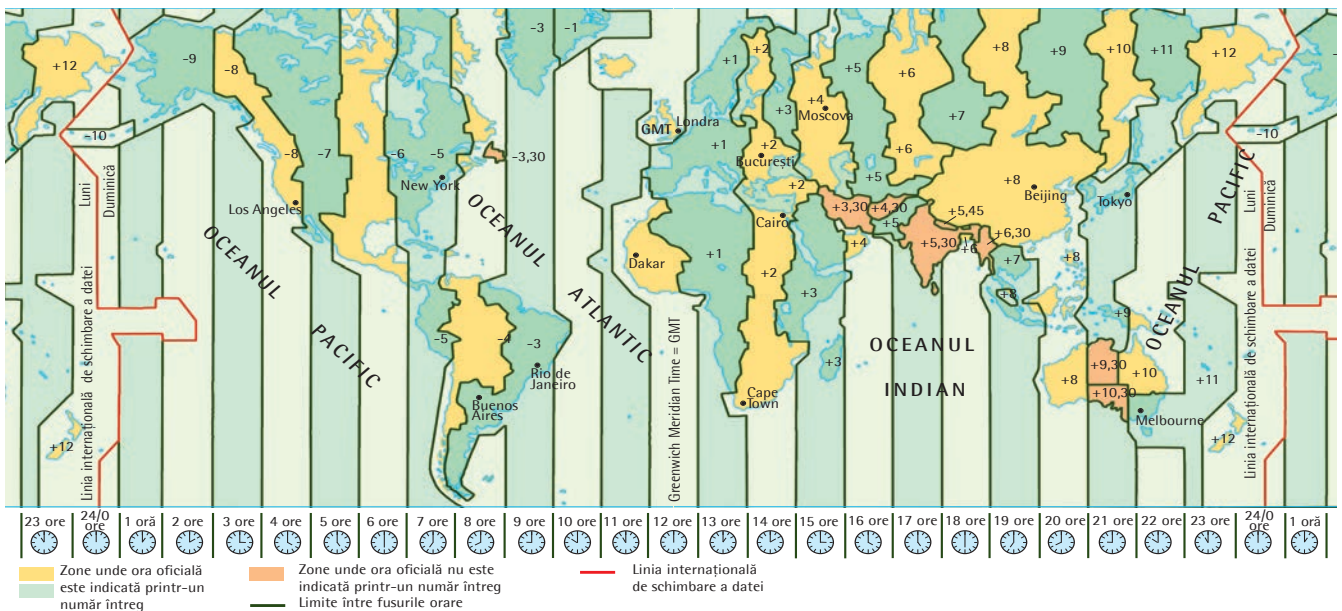 +12
-9
-8
-3
-1
+1
+2
+3
+4
Moscova
+5
+6
+7
+8
+9
+10
+11
+12
-10
-8
-7
-6
-5
New York
-3,30
GMT
Londra
+1
+2
București
+6
+5
+8
Beijing
Tokyo
-10
Los Angeles
Luni
Duminică
OCEANUL
PACIFIC
OCEANUL
ATLANTIC
Dakar
Cairo
+2
+3,30
+4,30
+5
+5,45
+5,30
+6
+6,30
+4
+7
+8
+8
+1
+2
+3
+3
+9
-5
-4
-3
Rio de
Janeiro
Buenos
Aires
Cape
Town
OCEANUL
INDIAN
+8
+9,30
+10
+10,30
Melbourne
+11
+12
+12
OCEANUL
PACIFIC
Luni
Duminică
Linia internațională de schimbare a datei
Greenwich Meridian Time = GMT
Linia internațională de schimbare a datei
23 ore
24/0
ore
1 oră
2 ore
3 ore
4 ore
5 ore
6 ore
7 ore
8 ore
9 ore
10 ore
11 ore
12 ore
13 ore
14 ore
15 ore
16 ore
17 ore
18 ore
19 ore
20 ore
21 ore
22 ore
23 ore
24/0
ore
1 oră
Zone unde ora oficială
este indicată printr-un
număr întreg
Zone unde ora oficială nu este
indicată printr-un număr întreg
Limite între fusurile orare
Linia internațională
de schimbare a datei